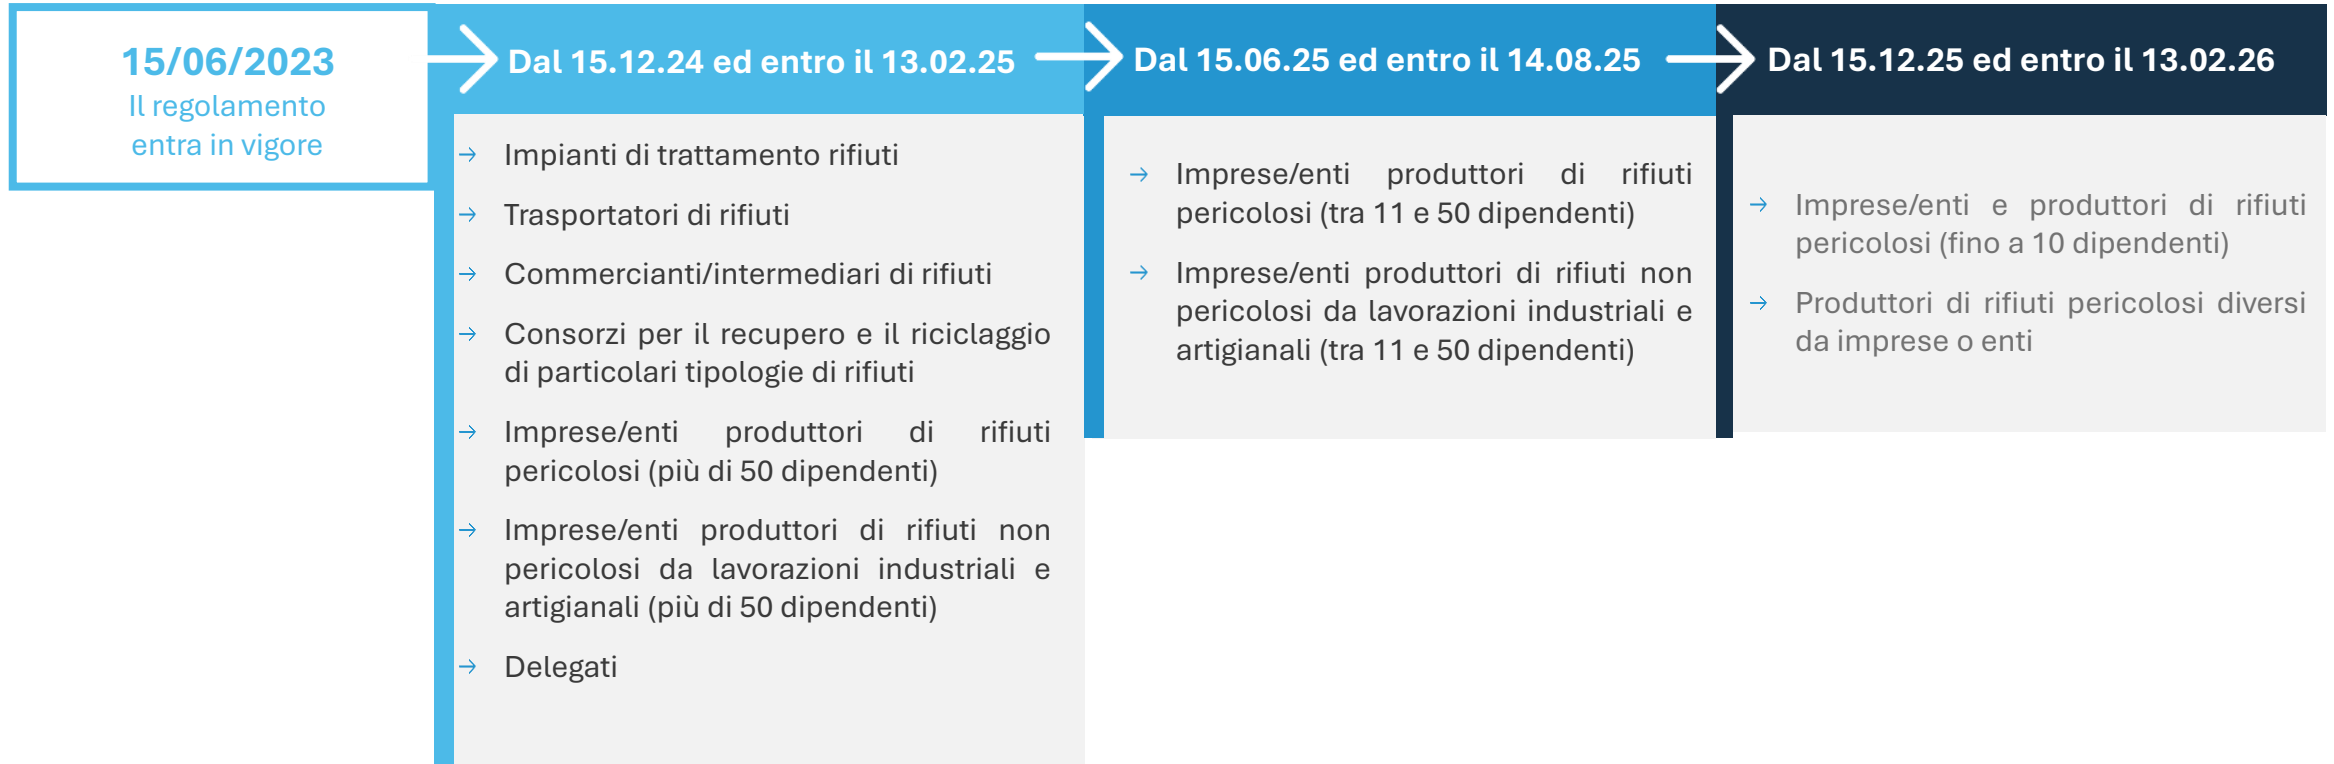 15/06/2023
Il regolamento
entra in vigore
Dal 15.12.24 ed entro il 13.02.25
Impianti di trattamento rifiuti
Trasportatori di rifiuti
Commercianti/intermediari di rifiuti
Consorzi per il recupero e il riciclaggio
di particolari tipologie di rifiuti
Imprese/enti produttori di rifiuti
pericolosi (più di 50 dipendenti)
Imprese/enti produttori di rifiuti non
pericolosi da lavorazioni industriali e
artigianali (più di 50 dipendenti)
Delegati
Dal 15.06.25 ed entro il 14.08.25
Imprese/enti produttori di rifiuti
pericolosi (tra 11 e 50 dipendenti)
Imprese/enti produttori di rifiuti non
pericolosi da lavorazioni industriali e
artigianali (tra 11 e 50 dipendenti)
Dal 15.12.25 ed entro il 13.02.26
Imprese/enti e produttori di rifiuti
pericolosi (fino a 10 dipendenti)
Produttori di rifiuti pericolosi diversi
da imprese o enti